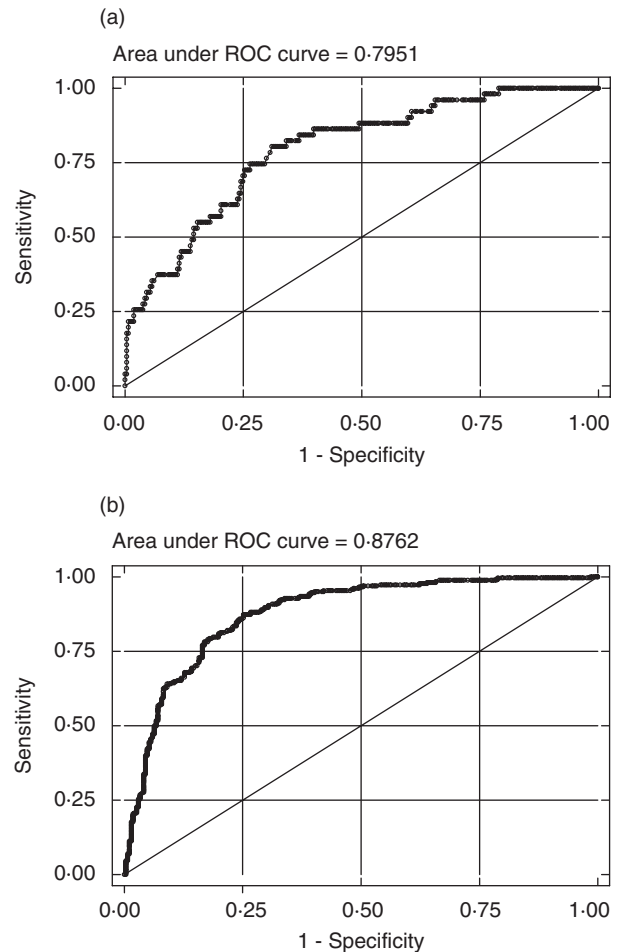 (a)
Area under ROC curve = 0·7951
1·00
0·75
0·50
0·25
0·00
Sensitivity
0·00 0·25 0·50 0·75 1·00
1 - Specificity
(b)
Area under ROC curve = 0·8762
1·00
0·75
0·50
0·25
0·00
Sensitivity
0·00 0·25 0·50 0·75 1·00
1 - Specificity